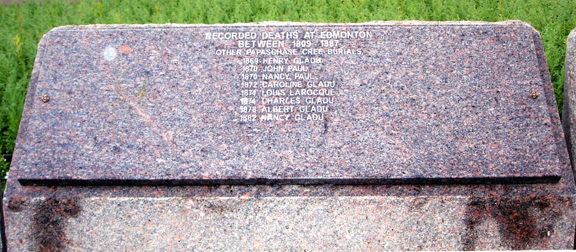 RECORDED DEATHS AT EDMONTON
BETWEEN 1809 - 1887
OTHER PAPASCHASE CREE BURIALS
- 1869 HENRY GLADU
- 1870 JOHN PAUL
- 1870 NANCY PAUL
- 1872 CAROLINE GLADU
- 1874 LOUIS LAROCQUE
- 1874 CHARLES GLADU
- 1878 ALBERT GLADU
- 1882 NANCY GLADU